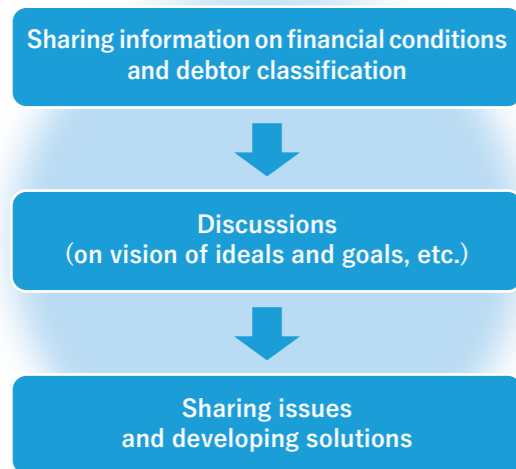 Sharing information on financial conditions
and debtor classification
Discussions
(on vision of ideals and goals, etc.)
Sharing issues
and developing solutions